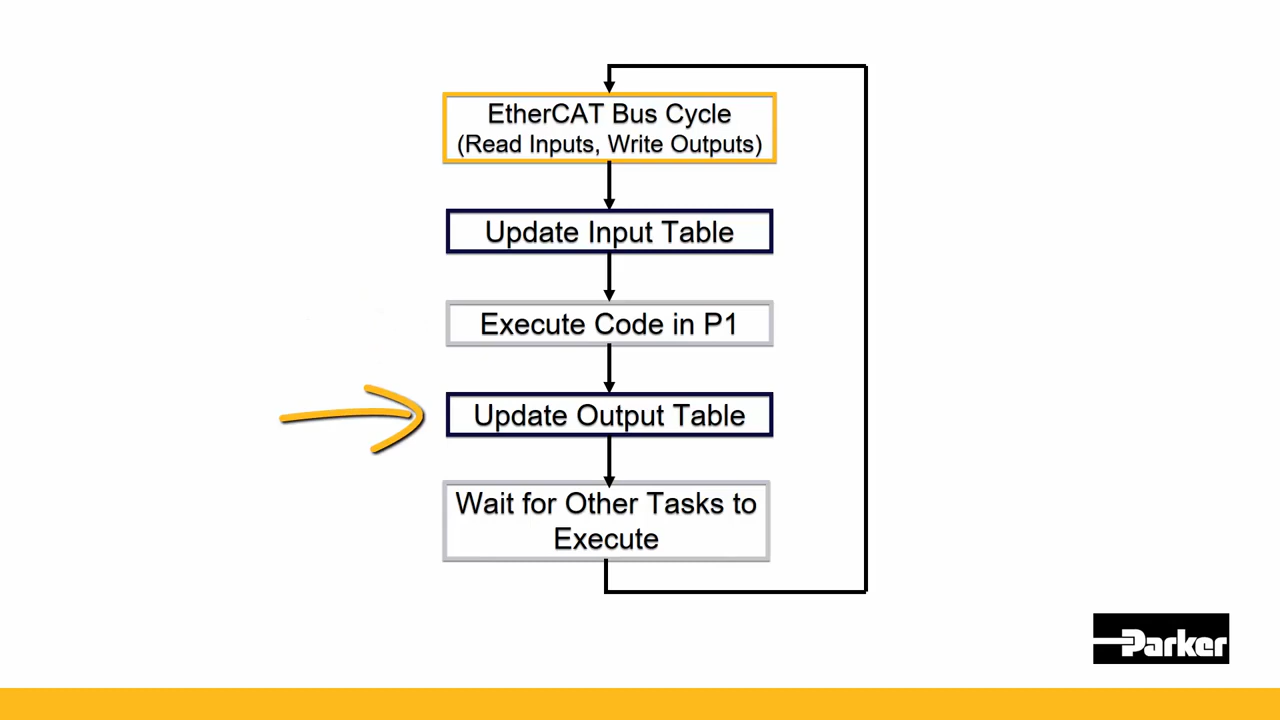 EtherCAT Bus Cycle
(Read Inputs, Write Outputs)
Update Input Table
Execute Code in P1
Update Output Table
Wait for Other Tasks to
Execute
Parker